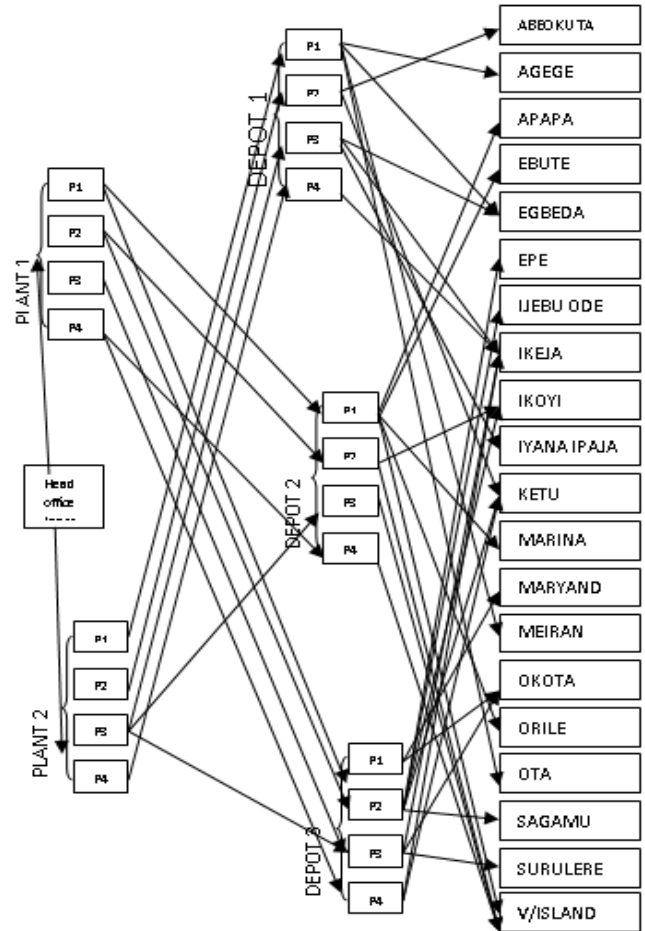 PLANT 1
P1
P2
P3
P4
Head
office
PLANT 2
P1
P2
P3
P4
DEPOT 1
P1
P2
P3
P4
DEPOT 2
P1
P2
P3
P4
DEPOT 3
P1
P2
P3
P4
ABEOKUTA
AGEGE
APAPA
EBUTE
EGBEDA
EPE
IJEBU ODE
IKEJA
IKOYI
IYANA IPAJA
KETU
MARINA
MARYAND
MEIRAN
OKOTA
ORILE
OTA
SAGAMU
SURULERE
V/ISLAND